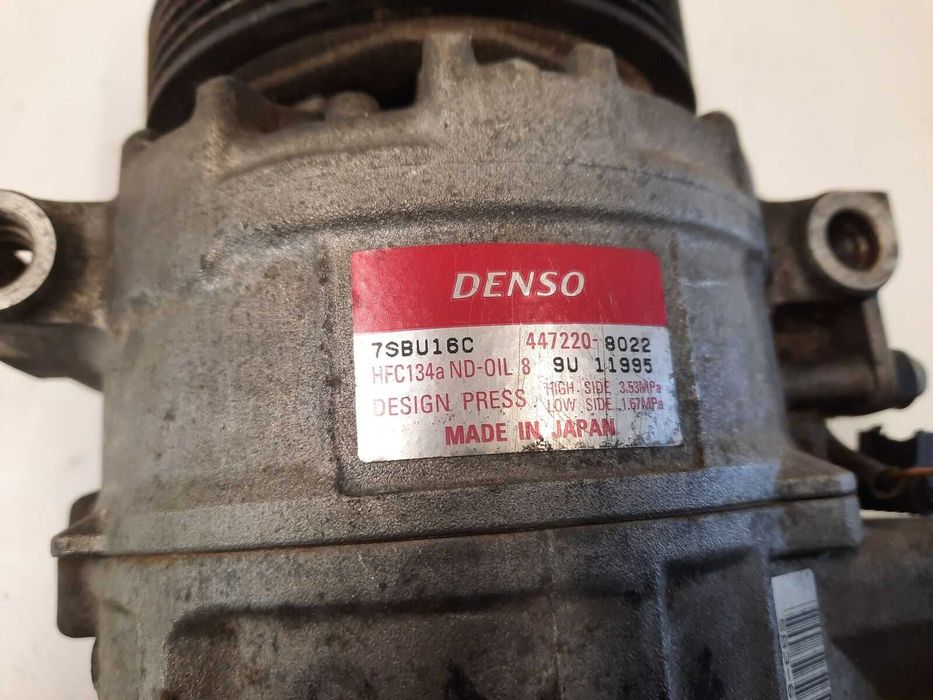 DENSO
7SBU16C 447220-8022
HFC134a ND-OIL 8 9U 11995
DESIGN PRESS HIGH SIDE 3.53MPa
LOW SIDE 1.67MPa
MADE IN JAPAN